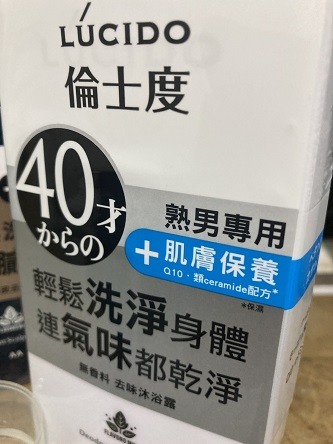 LÚCIDO
倫士度
40才
からの
熟男專用
+肌膚保養
Q10・類ceramide配方*
*保濕
輕鬆洗淨身體
連氣味都乾淨
無香料 去味沐浴露